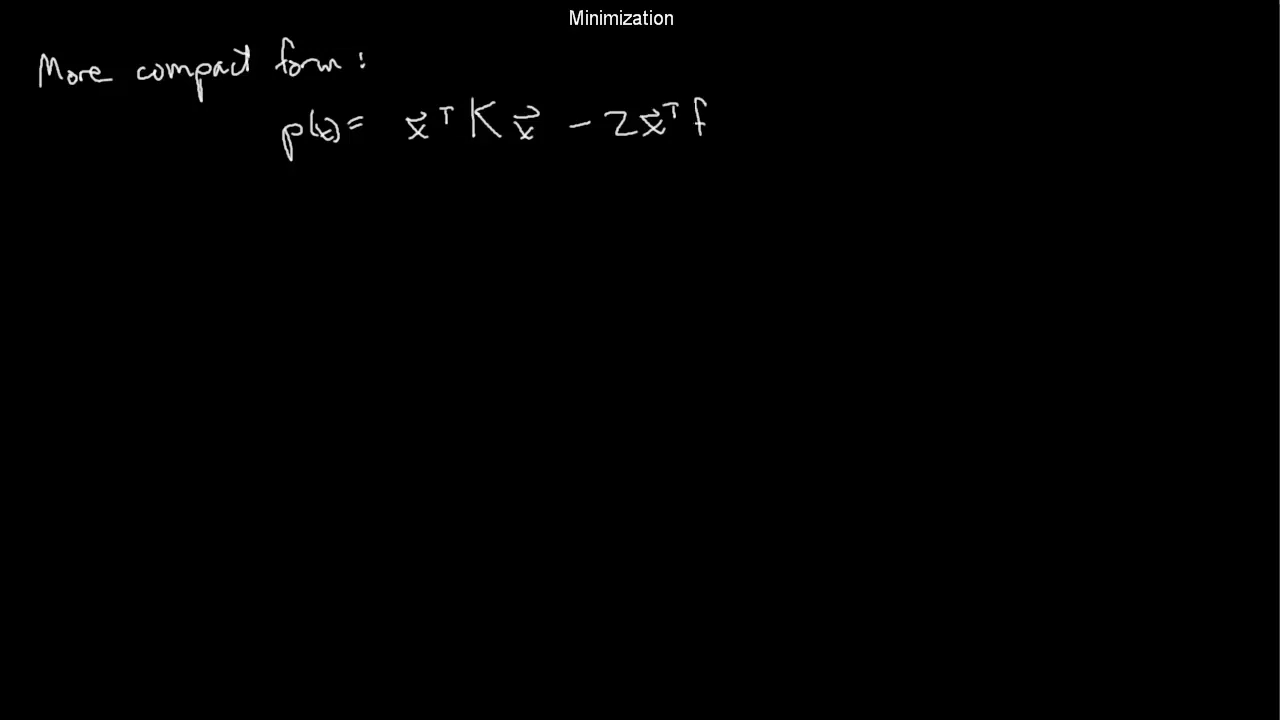 Minimization
More compact form:
p(x) = x⃗ᵀ K x⃗ − 2x⃗ᵀ f